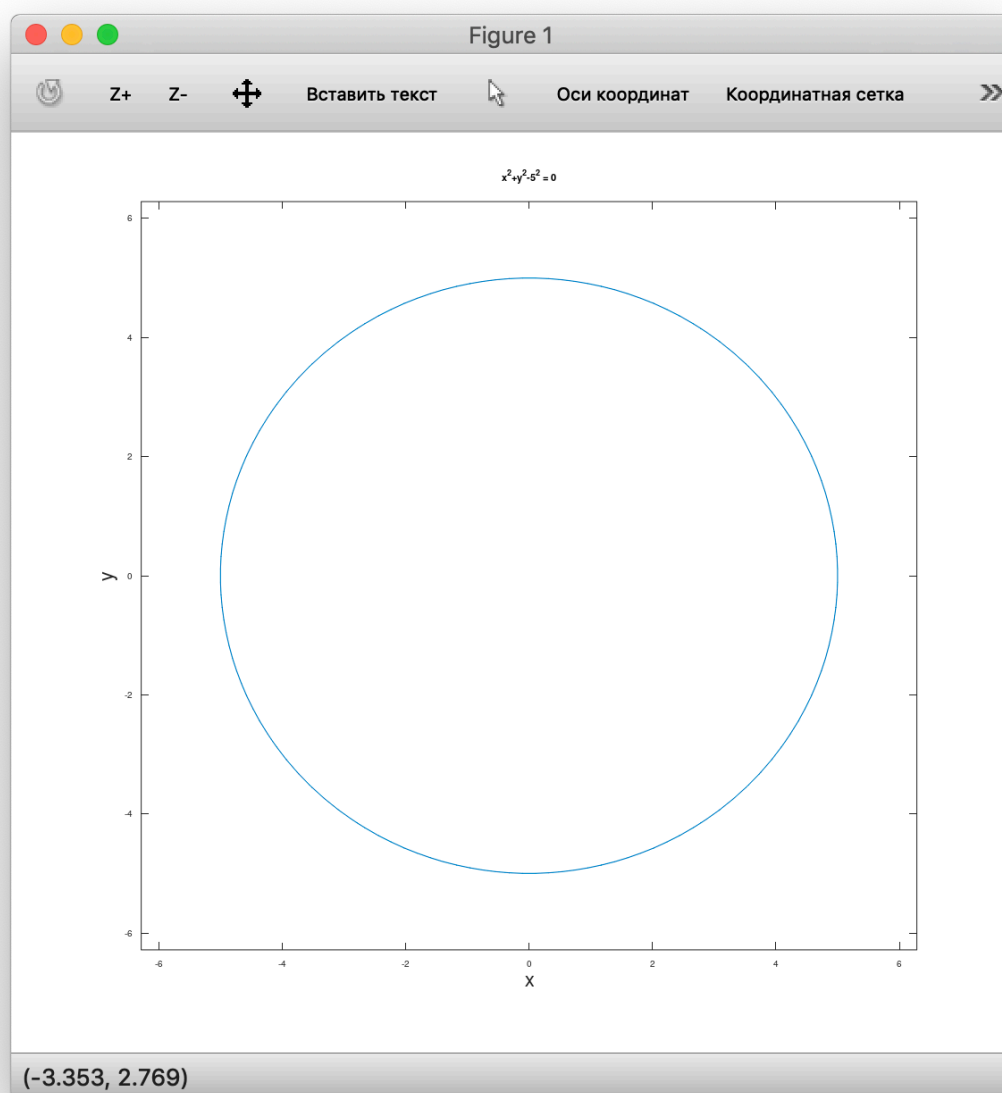 Figure 1
Z+ Z- Вставить текст Оси координат Координатная сетка
x²+y²-5² = 0
6
4
2
y 0
-2
-4
-6
-6 -4 -2 0 2 4 6
x
(-3.353, 2.769)